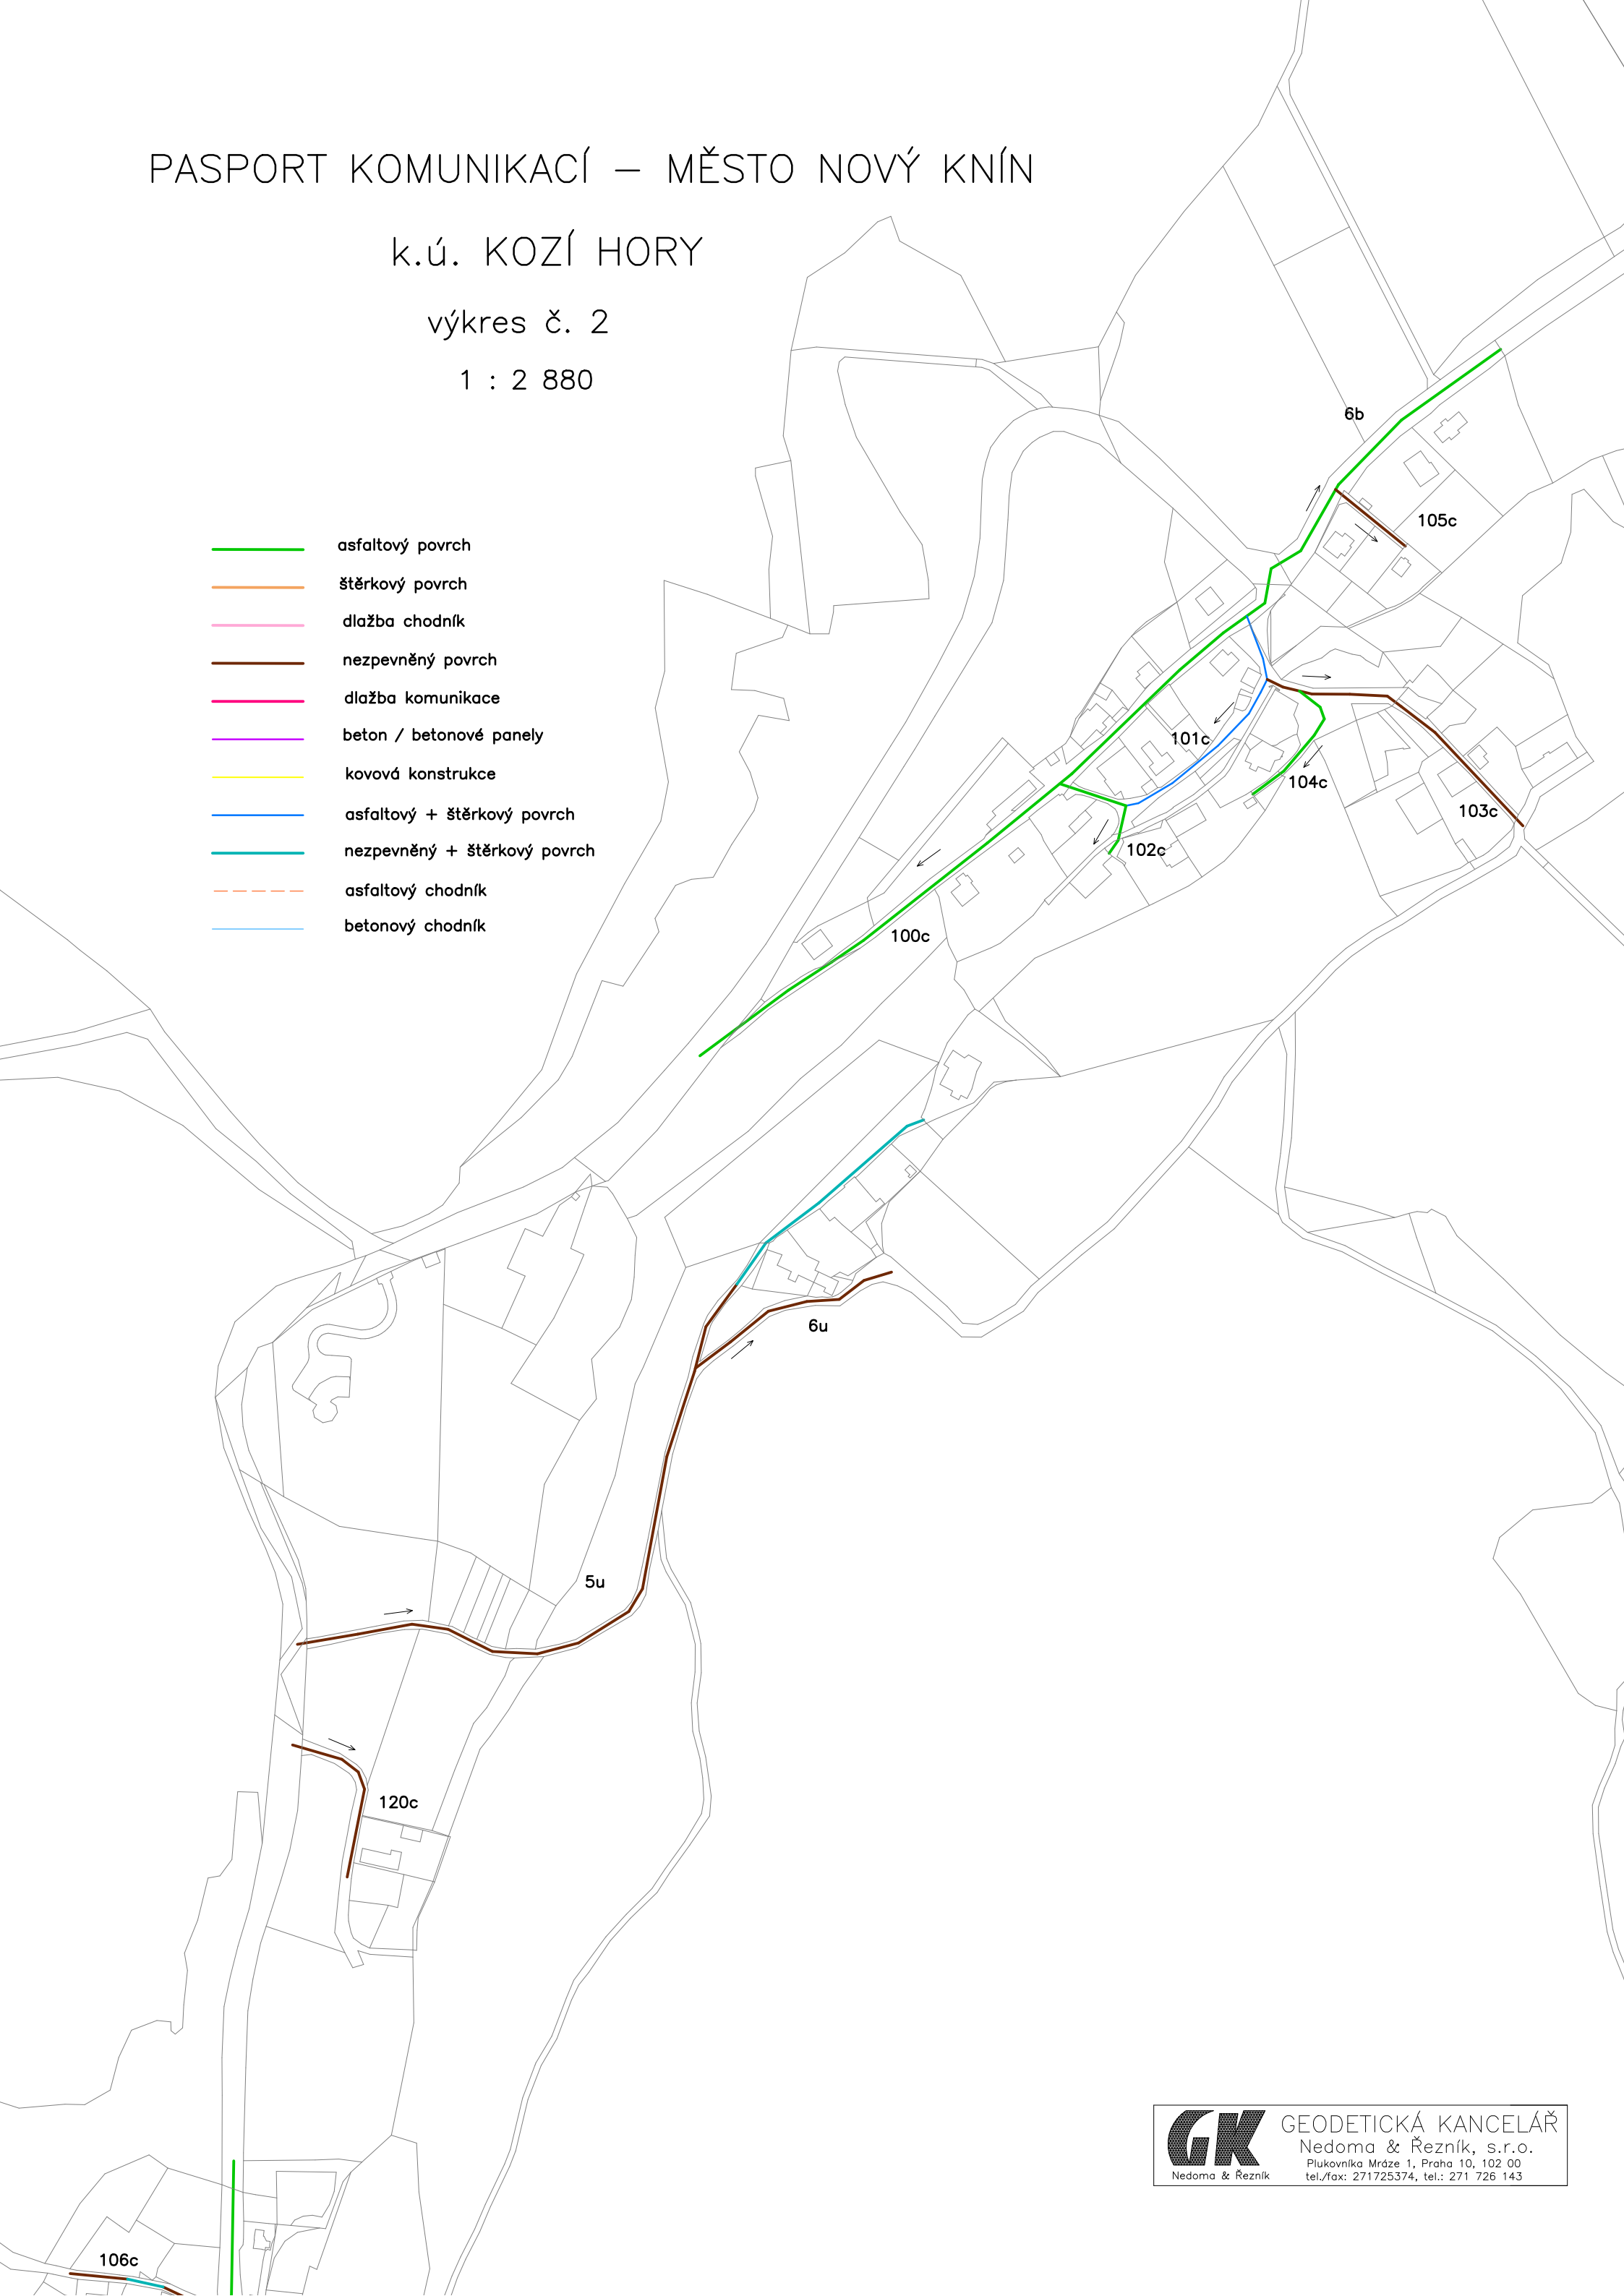 PASPORT KOMUNIKACÍ – MĚSTO NOVÝ KNÍN
k.ú. KOZÍ HORY
výkres č. 2
1 : 2 880
asfaltový povrch
štěrkový povrch
dlažba chodník
nezpevněný povrch
dlažba komunikace
beton / betonové panely
kovová konstrukce
asfaltový + štěrkový povrch
nezpevněný + štěrkový povrch
asfaltový chodník
betonový chodník
6b
105c
101c
104c
103c
102c
100c
6u
5u
120c
106c
GK
Nedoma & Řezník
GEODETICKÁ KANCELÁŘ
Nedoma & Řezník, s.r.o.
Plukovníka Mráze 1, Praha 10, 102 00
tel./fax: 271725374, tel.: 271 726 143